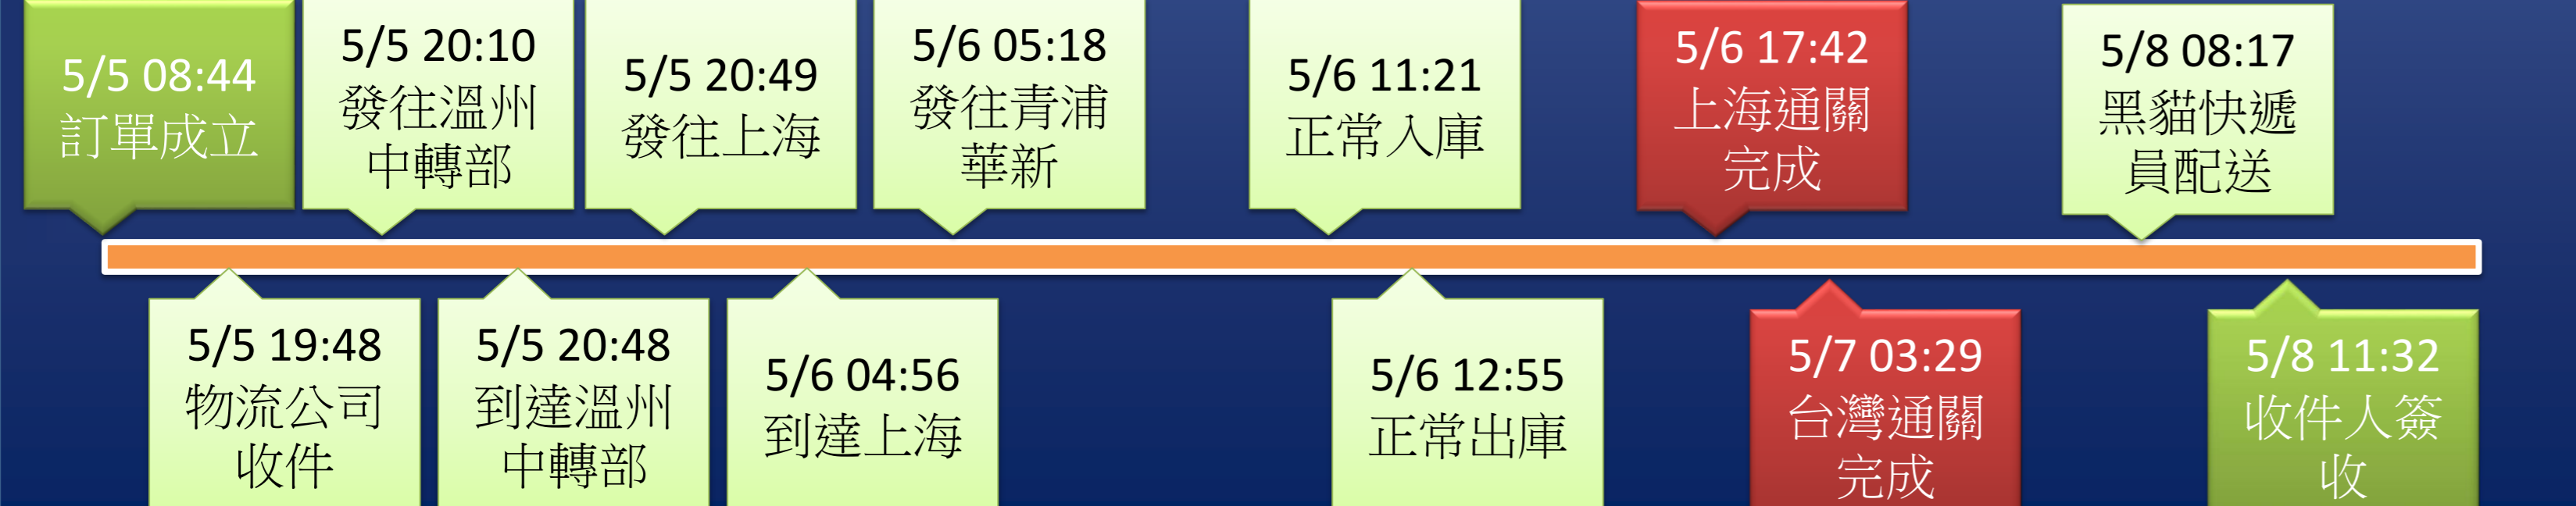 5/5 08:44
訂單成立
5/5 20:10
發往溫州
中轉部
5/5 20:49
發往上海
5/6 05:18
發往青浦
華新
5/6 11:21
正常入庫
5/6 17:42
上海通關
完成
5/8 08:17
黑貓快遞
員配送
5/5 19:48
物流公司
收件
5/5 20:48
到達溫州
中轉部
5/6 04:56
到達上海
5/6 12:55
正常出庫
5/7 03:29
台灣通關
完成
5/8 11:32
收件人簽
收